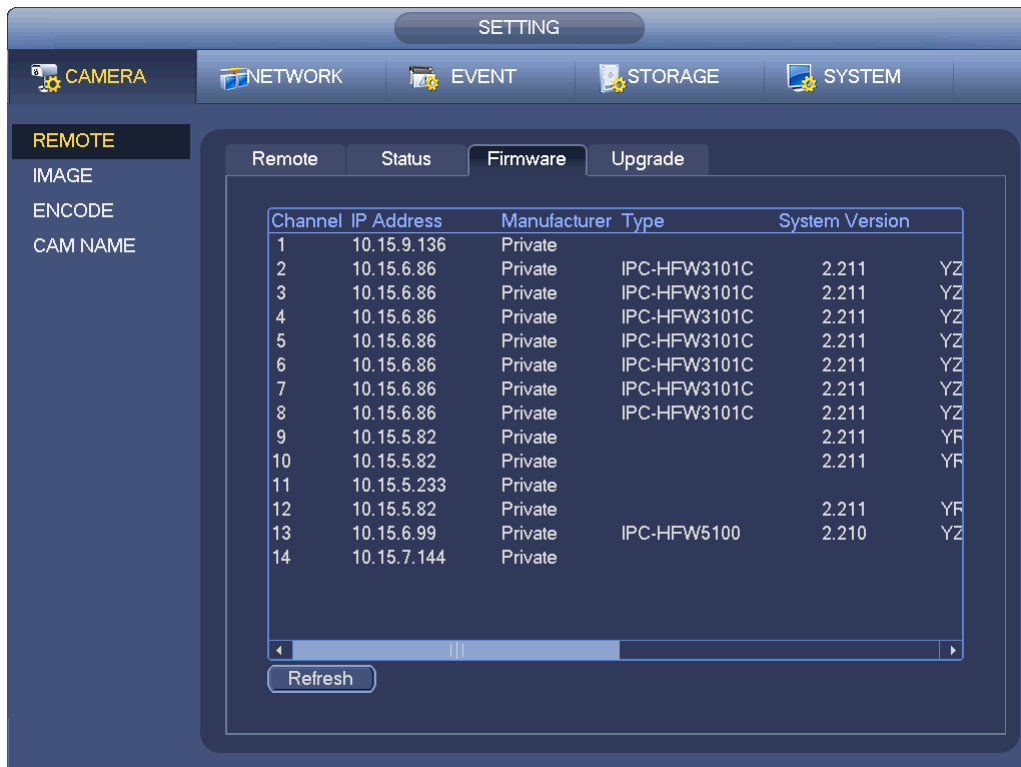 SETTING
CAMERA NETWORK EVENT STORAGE SYSTEM
REMOTE
IMAGE
ENCODE
CAM NAME
Remote Status Firmware Upgrade
Channel IP Address Manufacturer Type System Version
1 10.15.9.136 Private
2 10.15.6.86 Private IPC-HFW3101C 2.211 YZ
3 10.15.6.86 Private IPC-HFW3101C 2.211 YZ
4 10.15.6.86 Private IPC-HFW3101C 2.211 YZ
5 10.15.6.86 Private IPC-HFW3101C 2.211 YZ
6 10.15.6.86 Private IPC-HFW3101C 2.211 YZ
7 10.15.6.86 Private IPC-HFW3101C 2.211 YZ
8 10.15.6.86 Private IPC-HFW3101C 2.211 YZ
9 10.15.5.82 Private 2.211 YR
10 10.15.5.82 Private 2.211 YR
11 10.15.5.233 Private
12 10.15.5.82 Private 2.211 YR
13 10.15.6.99 Private IPC-HFW5100 2.210 YZ
14 10.15.7.144 Private
Refresh